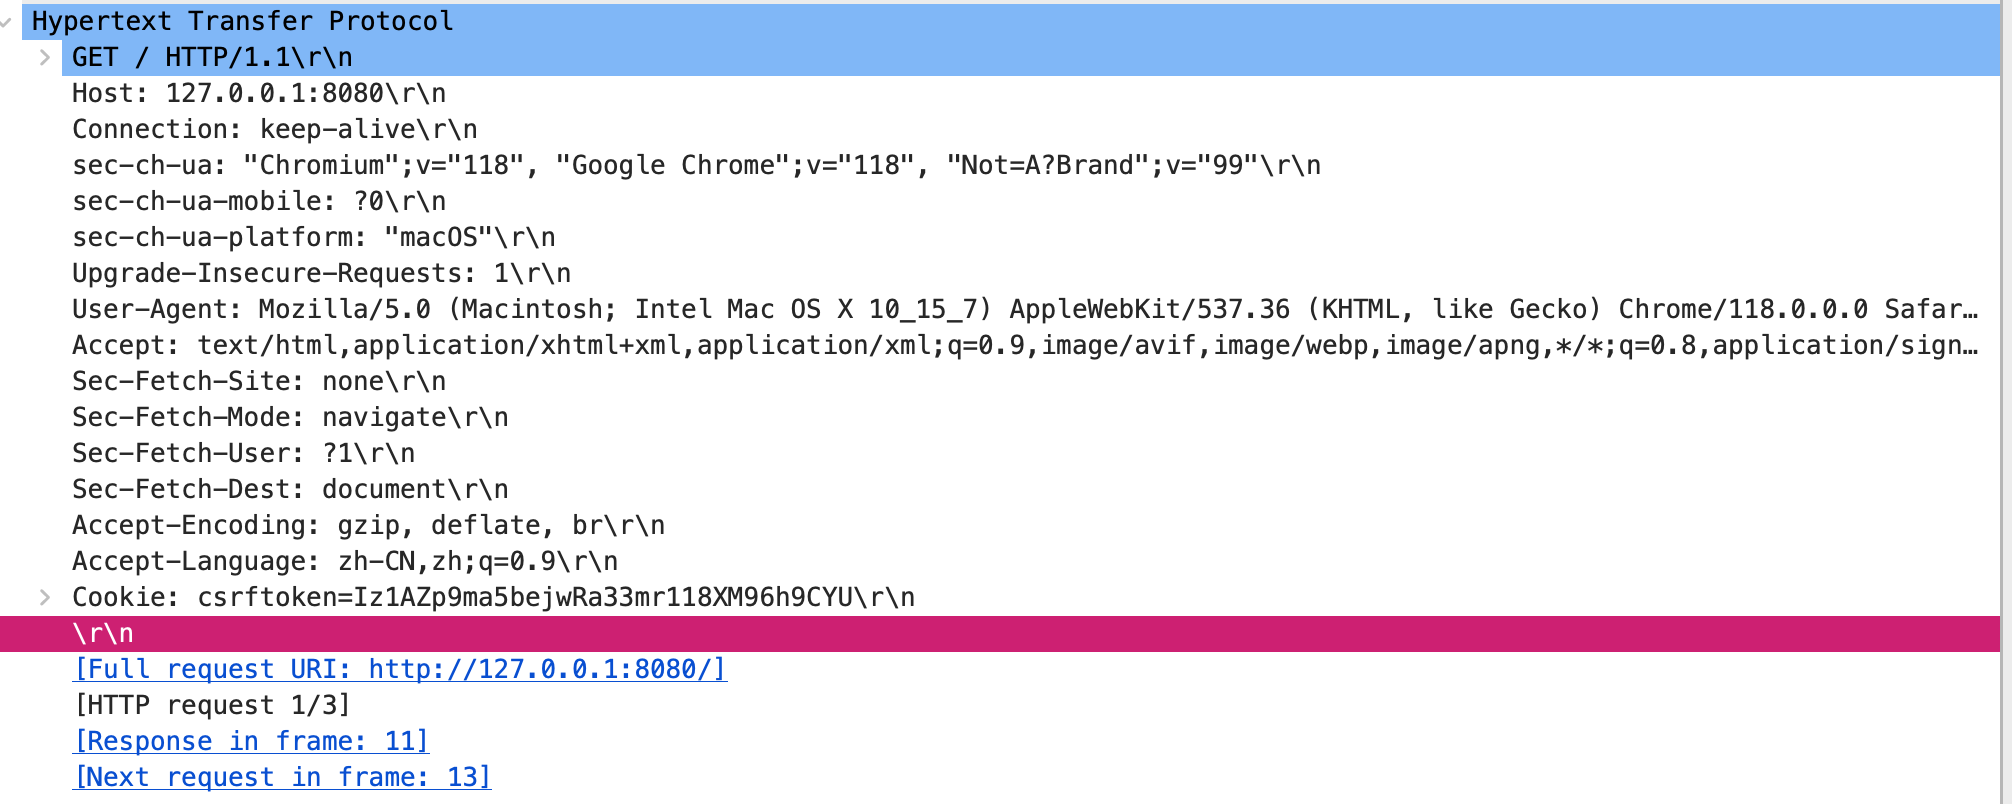 Hypertext Transfer Protocol
GET / HTTP/1.1\r\n
Host: 127.0.0.1:8080\r\n
Connection: keep-alive\r\n
sec-ch-ua: "Chromium";v="118", "Google Chrome";v="118", "Not=A?Brand";v="99"\r\n
sec-ch-ua-mobile: ?0\r\n
sec-ch-ua-platform: "macOS"\r\n
Upgrade-Insecure-Requests: 1\r\n
User-Agent: Mozilla/5.0 (Macintosh; Intel Mac OS X 10_15_7) AppleWebKit/537.36 (KHTML, like Gecko) Chrome/118.0.0.0 Safar…
Accept: text/html,application/xhtml+xml,application/xml;q=0.9,image/avif,image/webp,image/apng,*/*;q=0.8,application/sign…
Sec-Fetch-Site: none\r\n
Sec-Fetch-Mode: navigate\r\n
Sec-Fetch-User: ?1\r\n
Sec-Fetch-Dest: document\r\n
Accept-Encoding: gzip, deflate, br\r\n
Accept-Language: zh-CN,zh;q=0.9\r\n
Cookie: csrftoken=Iz1AZp9ma5bejwRa33mr118XM96h9CYU\r\n
\r\n
[Full request URI: http://127.0.0.1:8080/]
[HTTP request 1/3]
[Response in frame: 11]
[Next request in frame: 13]